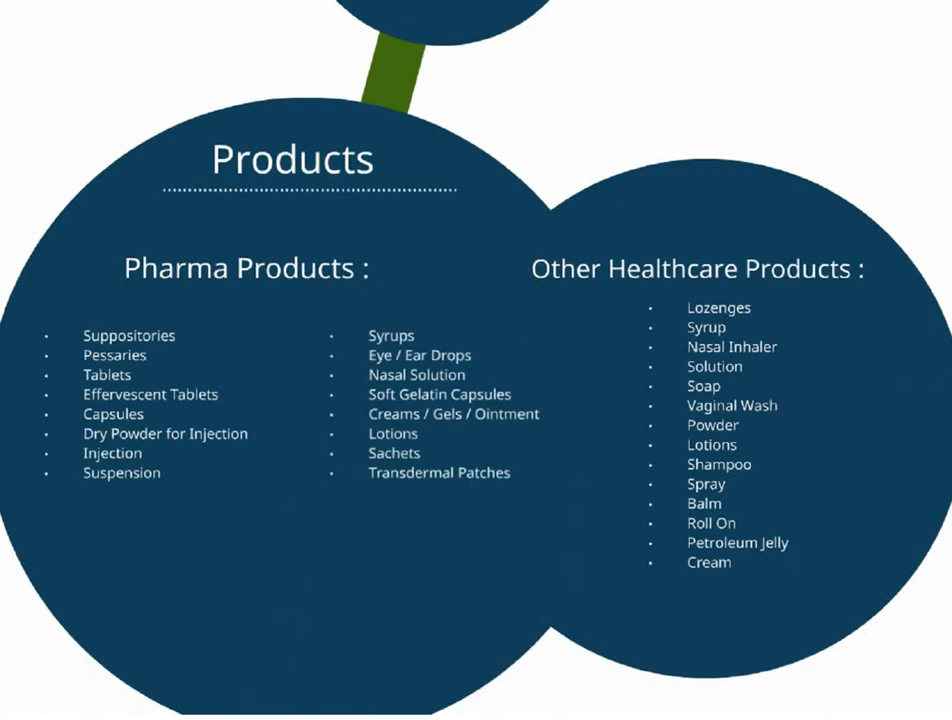 Products
Pharma Products :
Suppositories
Pessaries
Tablets
Effervescent Tablets
Capsules
Dry Powder for Injection
Injection
Suspension
Syrups
Eye / Ear Drops
Nasal Solution
Soft Gelatin Capsules
Creams / Gels / Ointment
Lotions
Sachets
Transdermal Patches
Other Healthcare Products :
Lozenges
Syrup
Nasal Inhaler
Solution
Soap
Vaginal Wash
Powder
Lotions
Shampoo
Spray
Balm
Roll On
Petroleum Jelly
Cream